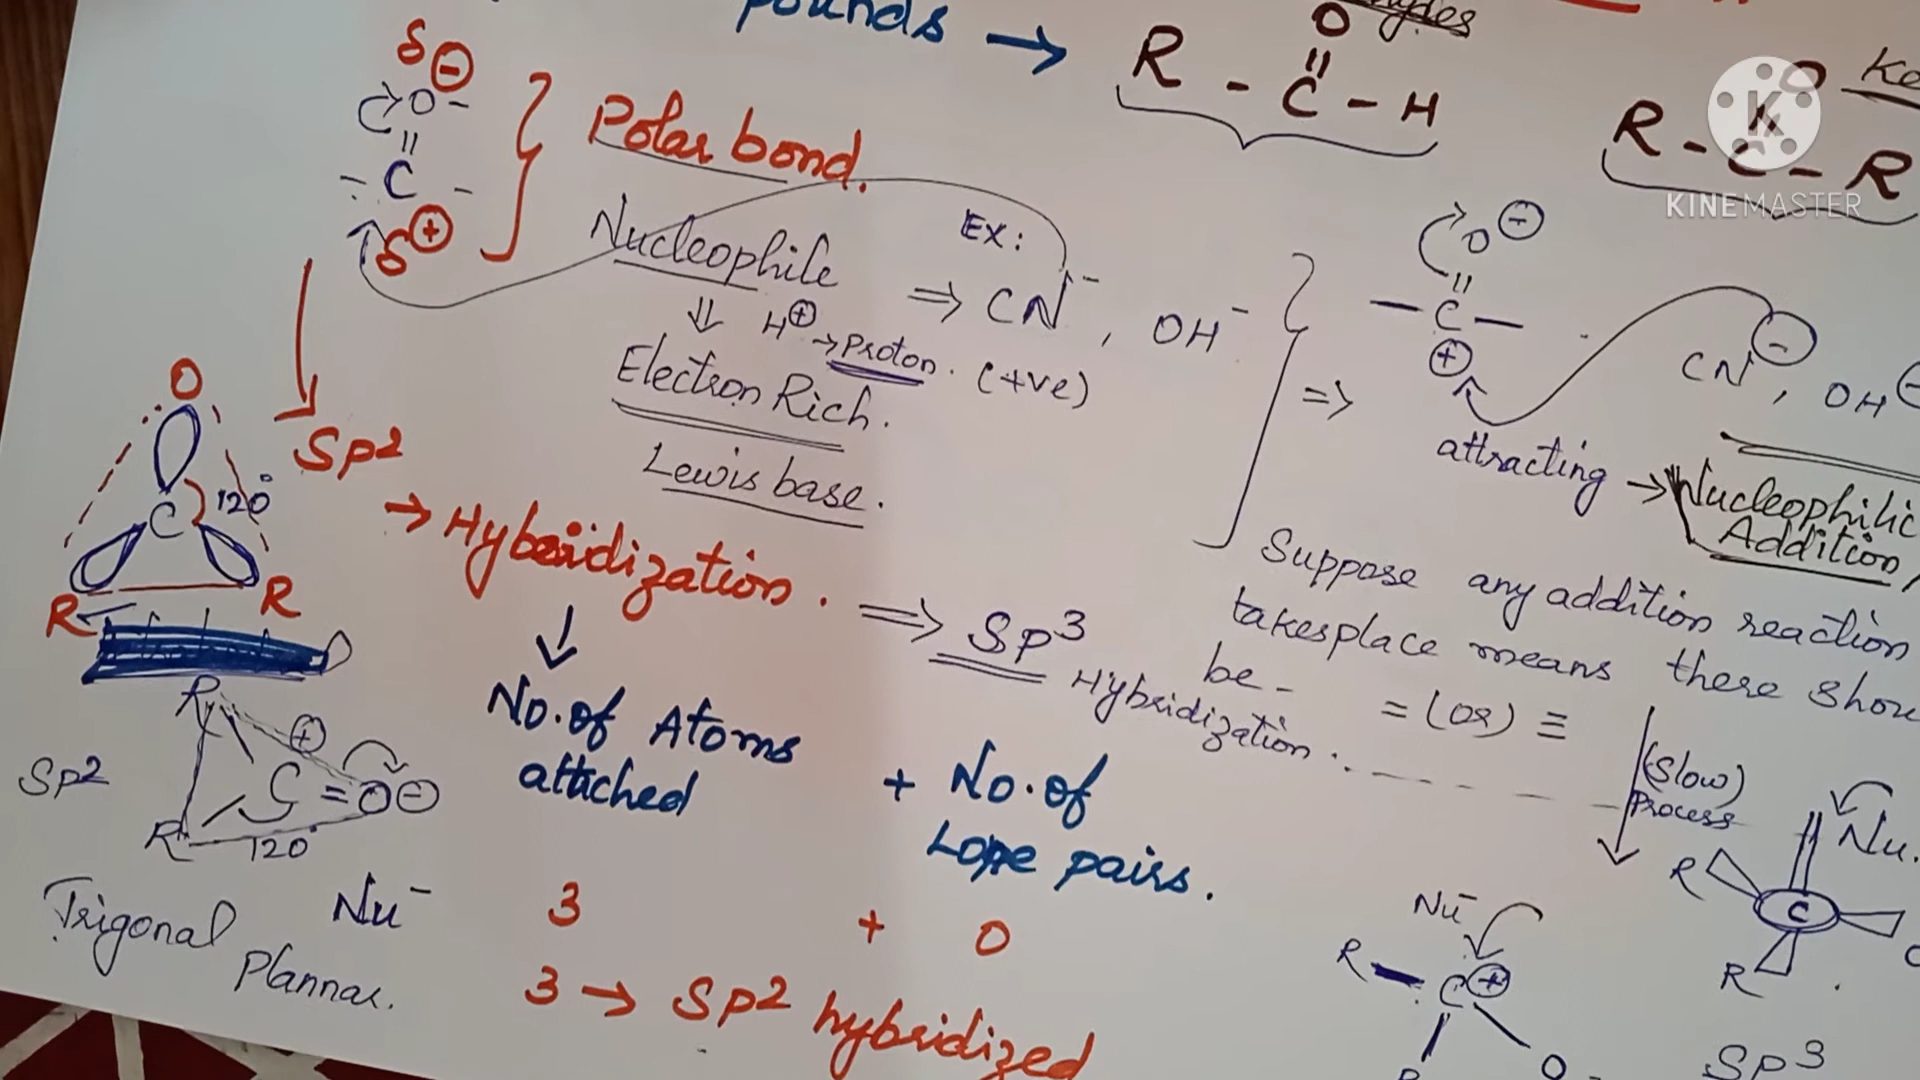 pounds → R - C - H
O
R - C - R
KINEMASTER
δ ⊖
O -
- C -
δ ⊕
Polar bond.
Nucleophile
Ex:
⇒ CN⁻, OH⁻
H⊕ → Proton. (+ve)
Electron Rich.
Lewis base.
O ⊖
- C -
⊕
CN ⊖, OH ⊖
⇒
attracting → Nucleophilic
Addition
O
Sp2
C 120°
R R
→ Hybridization.
⇒ Sp3
Hybridization.
Suppose any addition reaction
takesplace means there
be - = (or) ≡
(slow)
Process
No. of Atoms
attached
+ No. of
Lone pairs.
Sp2
R
⊕
C = O ⊖
R 120°
Trigonal
Plannar.
Nu⁻
3 + 0
3 → Sp2 hybridized
Nu⁻
R - C ⊕
O
Nu.
R C
R
Sp3